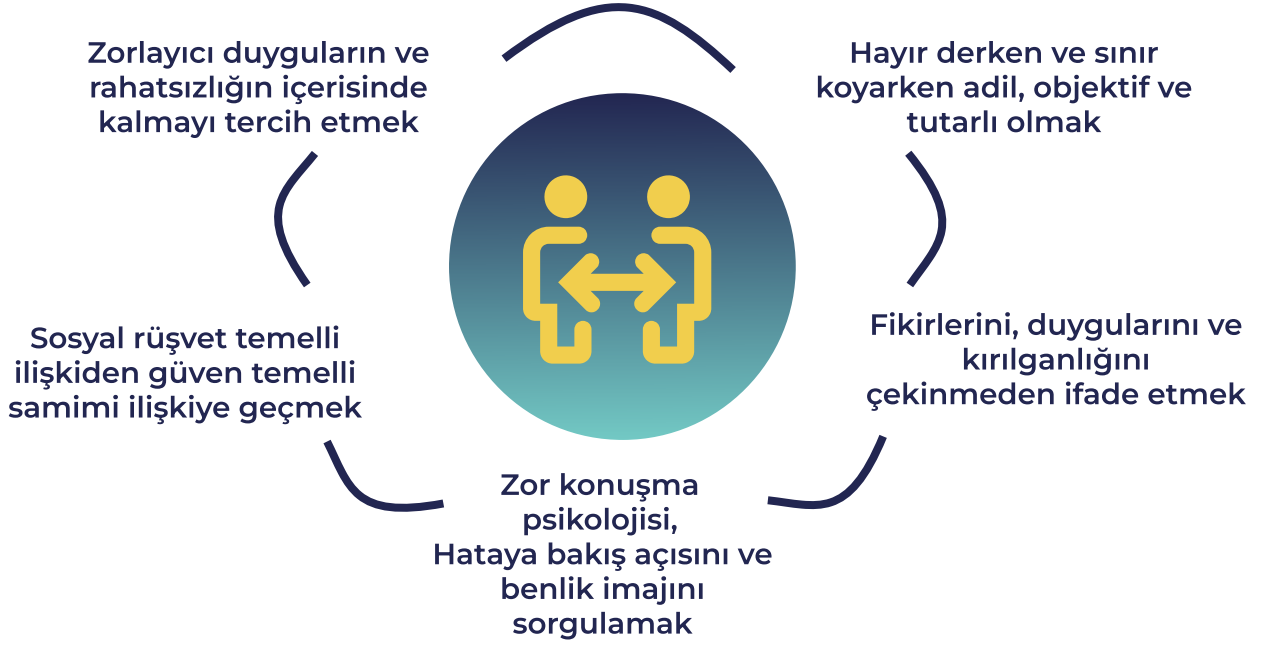 Zorlayıcı duyguların ve
rahatsızlığın içerisinde
kalmayı tercih etmek
Hayır derken ve sınır
koyarken adil, objektif ve
tutarlı olmak
Sosyal rüşvet temelli
ilişkiden güven temelli
samimi ilişkiye geçmek
Fikirlerini, duygularını ve
kırılganlığını
çekinmeden ifade etmek
Zor konuşma
psikolojisi,
Hataya bakış açısını ve
benlik imajını
sorgulamak